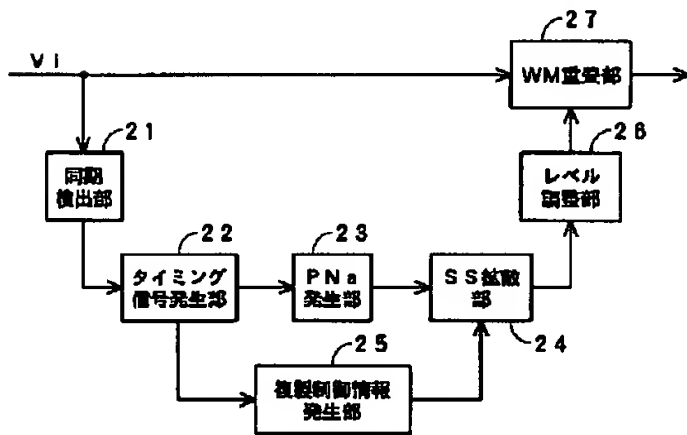 27
Vi
WM重畳部
21
26
同期
検出部
レベル
調整部
22
23
タイミング
信号発生部
PNa
発生部
SS拡散
部
25
24
複製制御情報
発生部